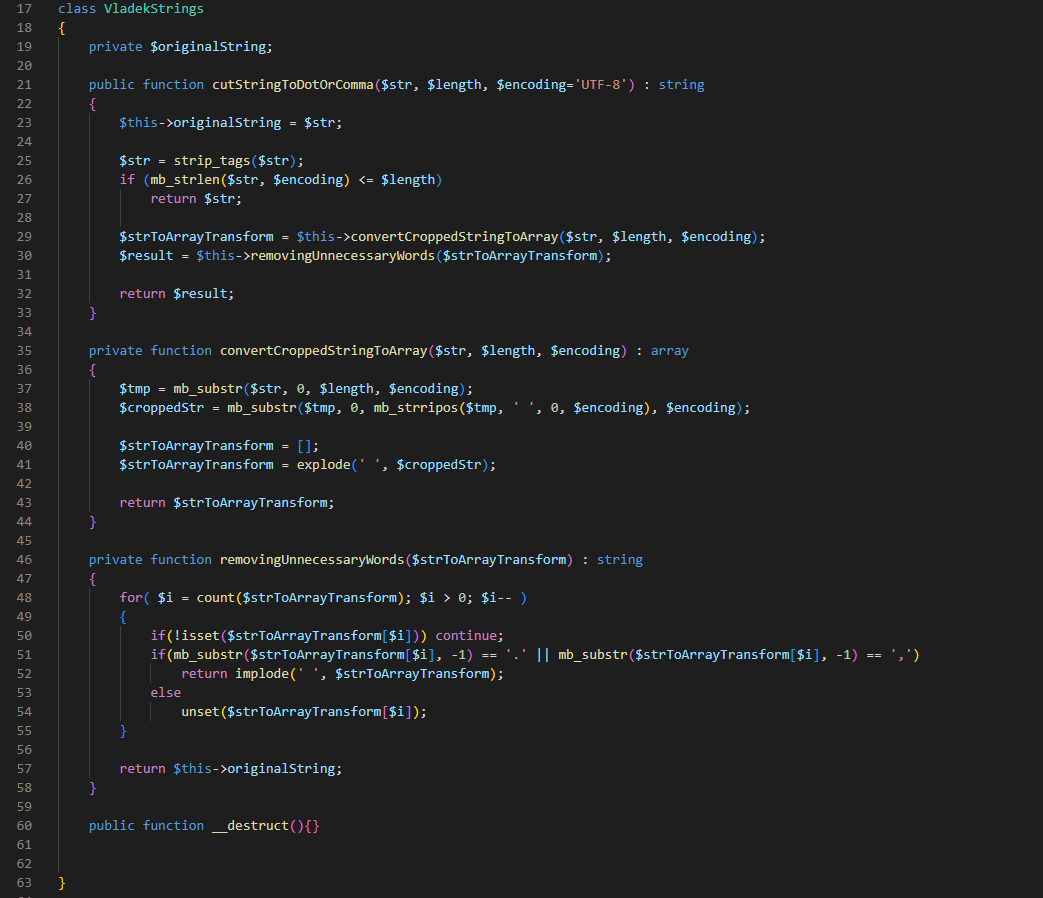 17 class VladekStrings
18 {
19     private $originalString;
20
21     public function cutStringToDotOrComma($str, $length, $encoding='UTF-8') : string
22     {
23         $this->originalString = $str;
24
25         $str = strip_tags($str);
26         if (mb_strlen($str, $encoding) <= $length)
27             return $str;
28
29         $strToArrayTransform = $this->convertCroppedStringToArray($str, $length, $encoding);
30         $result = $this->removingUnnecessaryWords($strToArrayTransform);
31
32         return $result;
33     }
34
35     private function convertCroppedStringToArray($str, $length, $encoding) : array
36     {
37         $tmp = mb_substr($str, 0, $length, $encoding);
38         $croppedStr = mb_substr($tmp, 0, mb_strripos($tmp, ' ', 0, $encoding), $encoding);
39
40         $strToArrayTransform = [];
41         $strToArrayTransform = explode(' ', $croppedStr);
42
43         return $strToArrayTransform;
44     }
45
46     private function removingUnnecessaryWords($strToArrayTransform) : string
47     {
48         for( $i = count($strToArrayTransform); $i > 0; $i-- )
49         {
50             if(!isset($strToArrayTransform[$i])) continue;
51             if(mb_substr($strToArrayTransform[$i], -1) == '.' || mb_substr($strToArrayTransform[$i], -1) == ',')
52                 return implode(' ', $strToArrayTransform);
53             else
54                 unset($strToArrayTransform[$i]);
55         }
56
57         return $this->originalString;
58     }
59
60     public function __destruct(){}
61
62
63 }